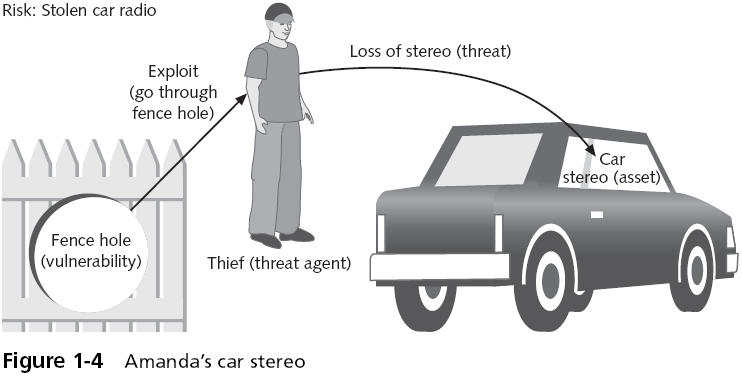 Risk: Stolen car radio
Loss of stereo (threat)
Exploit
(go through
fence hole)
Car
stereo (asset)
Fence hole
(vulnerability)
Thief (threat agent)
Figure 1-4 Amanda’s car stereo